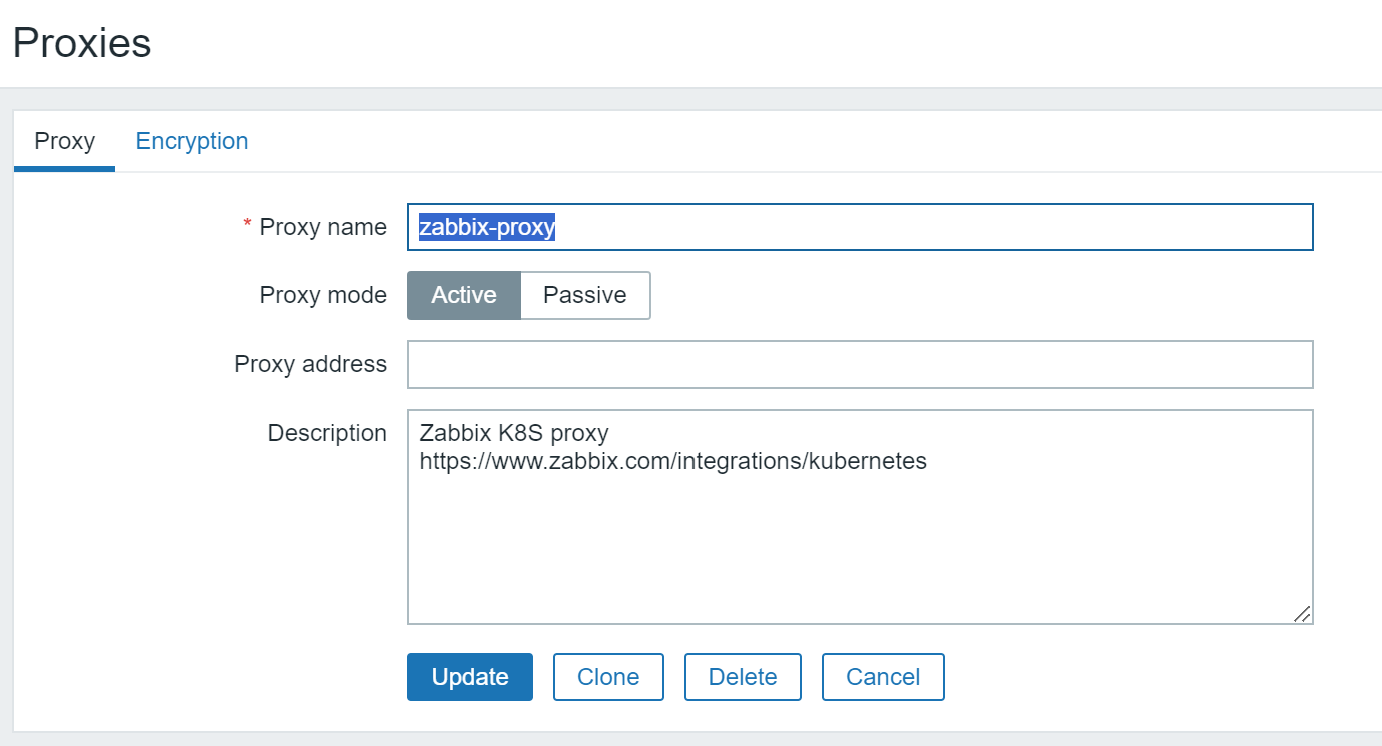 Proxies
Proxy Encryption
* Proxy name zabbix-proxy
Proxy mode Active Passive
Proxy address
Description Zabbix K8S proxy
https://www.zabbix.com/integrations/kubernetes
Update Clone Delete Cancel